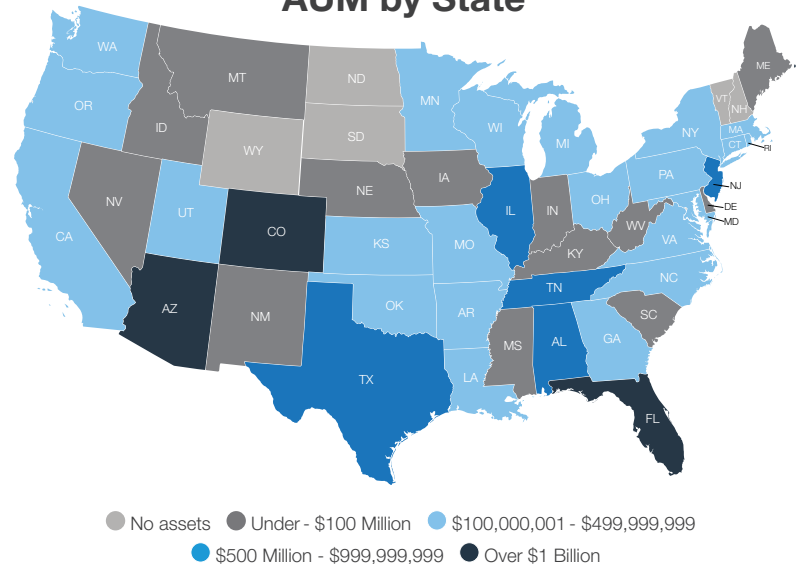 AUM by State
WA
OR
CA
ID
NV
MT
WY
UT
AZ
CO
NM
ND
SD
NE
KS
OK
TX
MN
IA
MO
AR
LA
WI
IL
MI
IN
OH
KY
TN
MS
AL
GA
FL
SC
NC
VA
WV
PA
NY
VT
NH
ME
MA
CT
RI
NJ
DE
MD
No assets Under - $100 Million $100,000,001 - $499,999,999
$500 Million - $999,999,999 Over $1 Billion